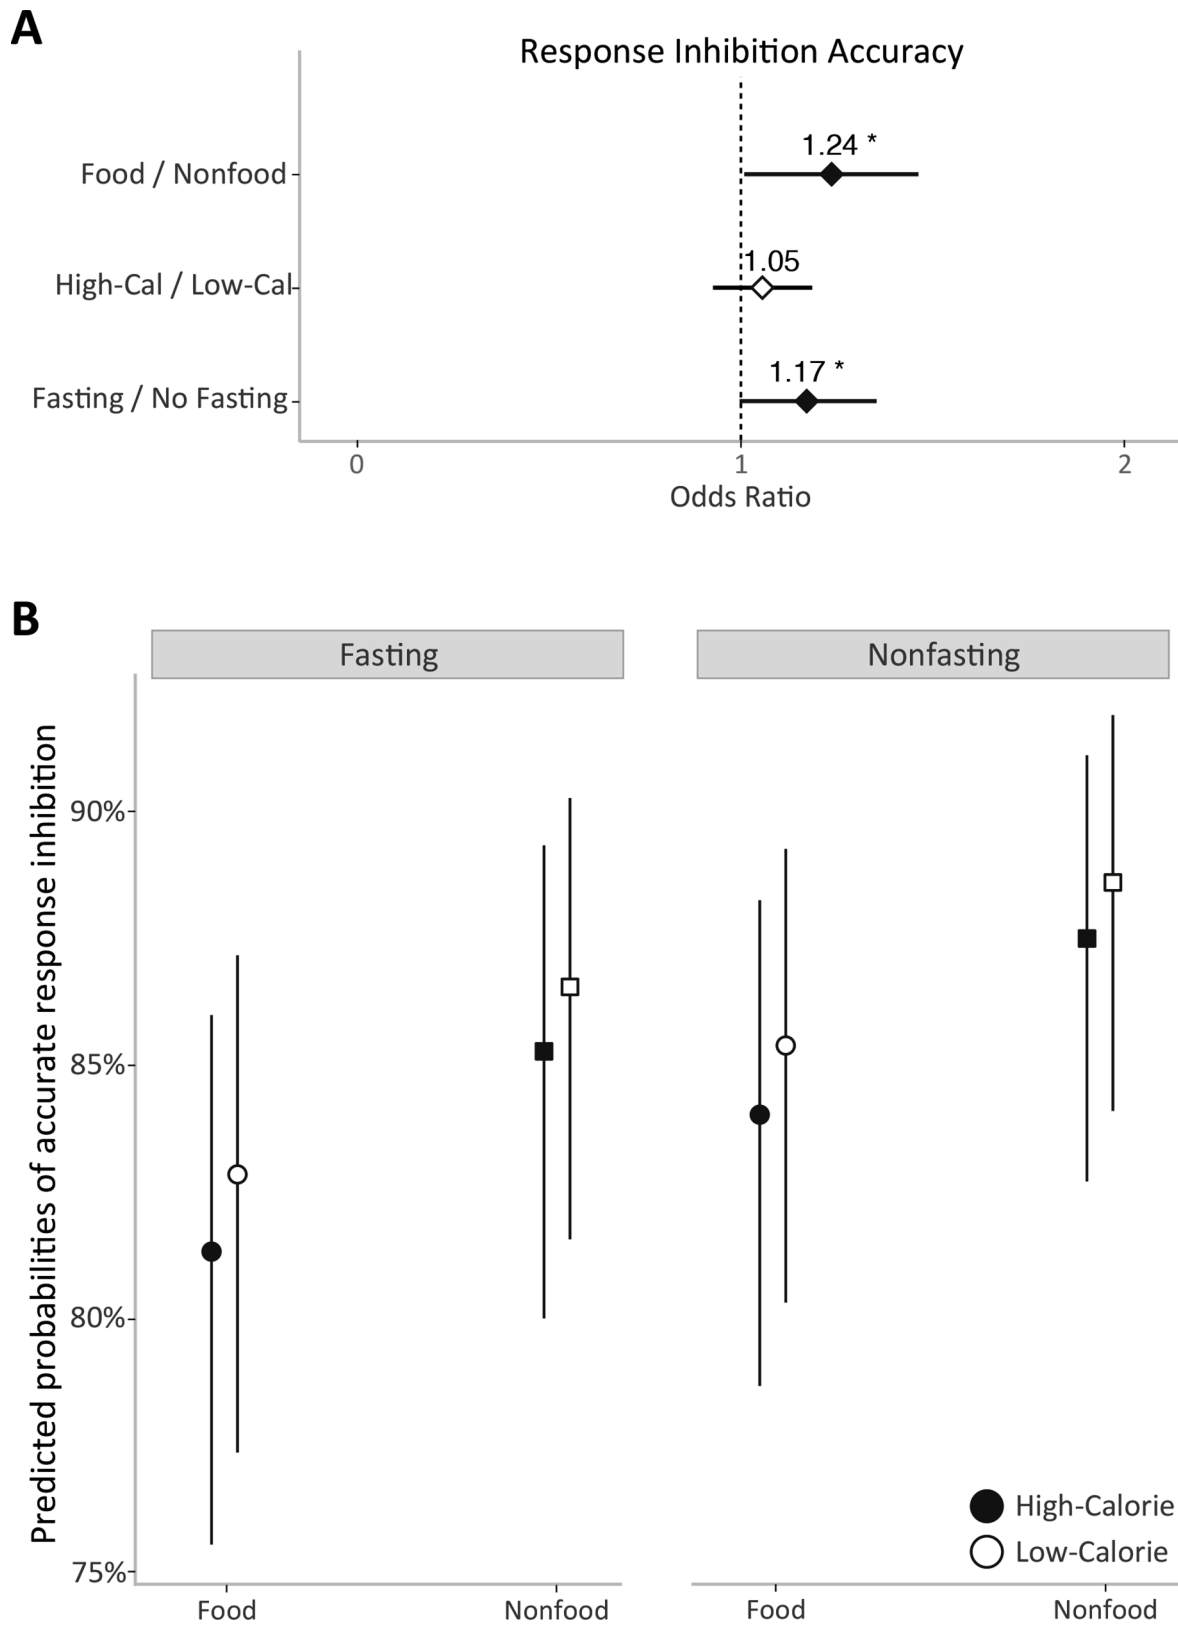 A
Response Inhibition Accuracy
Food / Nonfood
1.24 *
High-Cal / Low-Cal
1.05
Fasting / No Fasting
1.17 *
0 1 2
Odds Ratio
B
Fasting Nonfasting
Predicted probabilities of accurate response inhibition
90%
85%
80%
75%
High-Calorie
Low-Calorie
Food Nonfood Food Nonfood